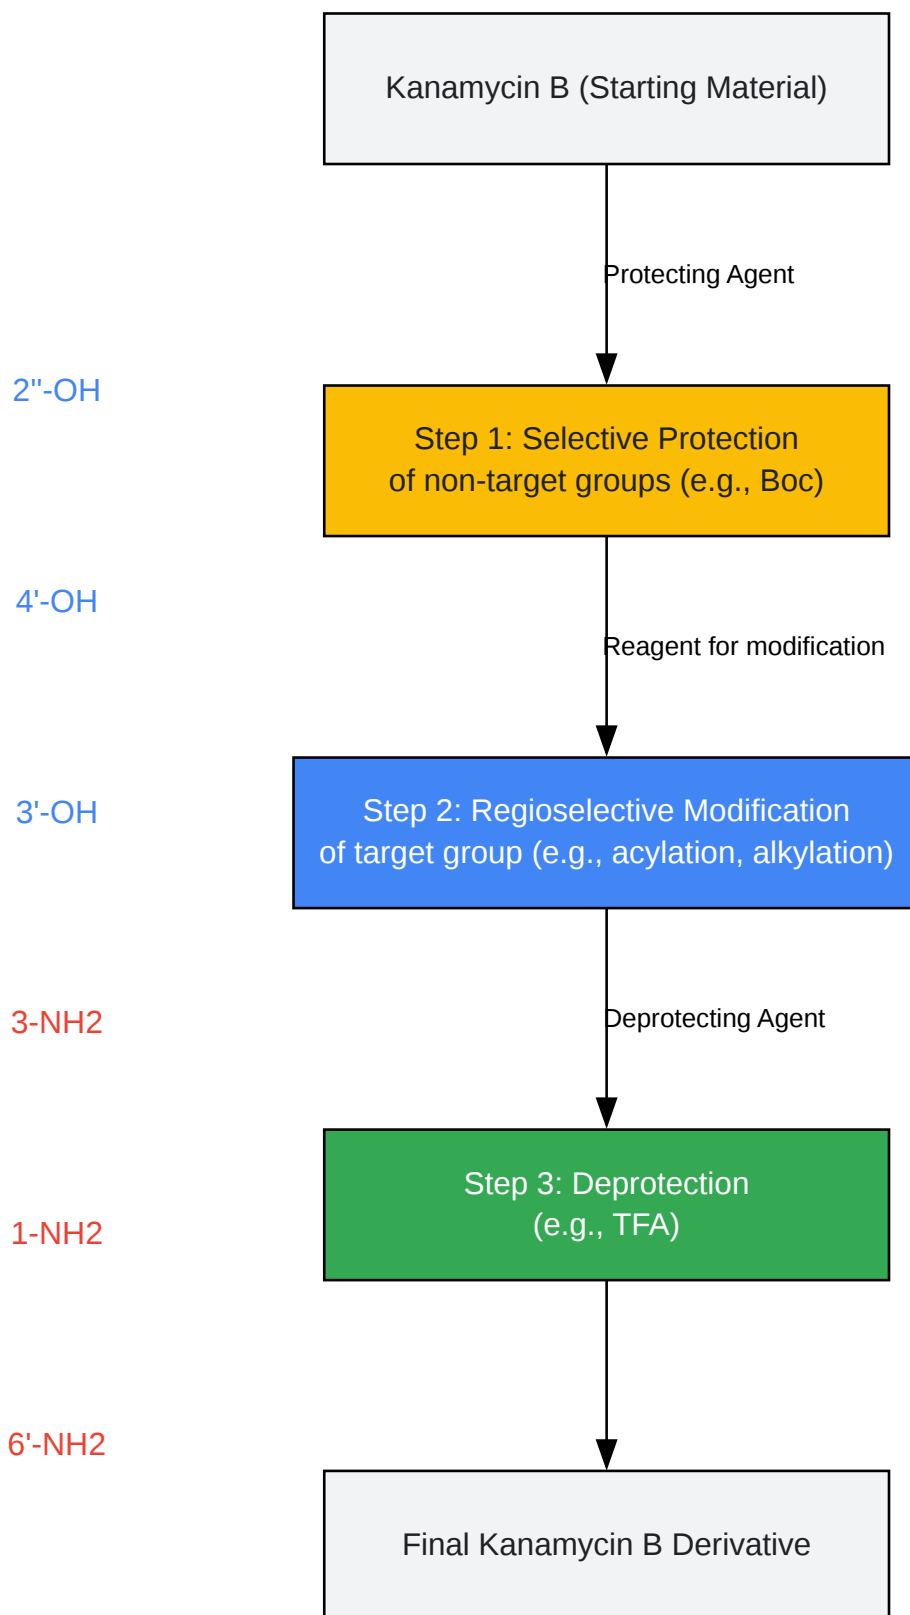 Kanamycin B (Starting Material)
Protecting Agent
2''-OH
Step 1: Selective Protection
of non-target groups (e.g., Boc)
4'-OH
Reagent for modification
3'-OH
Step 2: Regioselective Modification
of target group (e.g., acylation, alkylation)
3-NH2
Deprotecting Agent
1-NH2
Step 3: Deprotection
(e.g., TFA)
6'-NH2
Final Kanamycin B Derivative